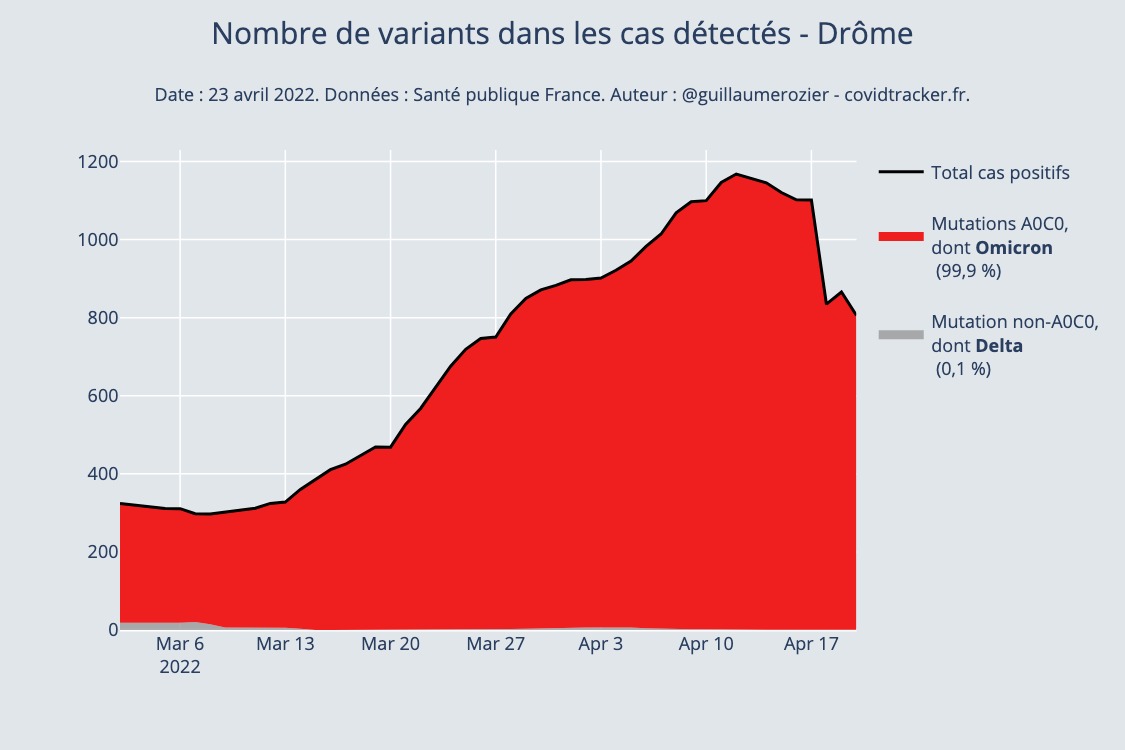 Nombre de variants dans les cas détectés - Drôme
Date : 23 avril 2022. Données : Santé publique France. Auteur : @guillaumerozier - covidtracker.fr.
1200
1000
800
600
400
200
0
Mar 6
2022
Mar 13
Mar 20
Mar 27
Apr 3
Apr 10
Apr 17
Total cas positifs
Mutations A0C0,
dont Omicron
(99,9 %)
Mutation non-A0C0,
dont Delta
(0,1 %)